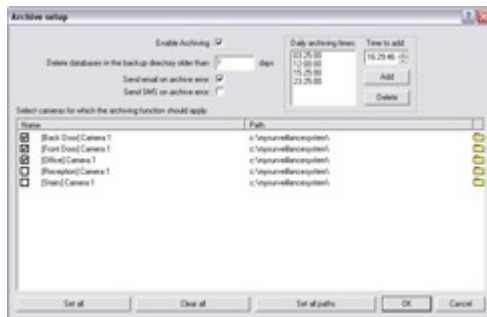 Archive setup
Enable Archiving
Delete databases in the backup directory older than: days
Send email on archive error
Send SMS on archive error
Daily archiving times: Time to add
03:25:00
12:00:00
15:25:00
23:25:00
16:29:46
Add
Delete
Select cameras for which the archiving function should apply:
Name Path
[Back Door] Camera 1 c:\mysurveillancesystem\
[Front Door] Camera 1 c:\mysurveillancesystem\
[Office] Camera 1 c:\mysurveillancesystem\
[Reception] Camera 1 c:\mysurveillancesystem\
[Stairs] Camera 1 c:\mysurveillancesystem\
Set all Clear all Set all paths OK Cancel